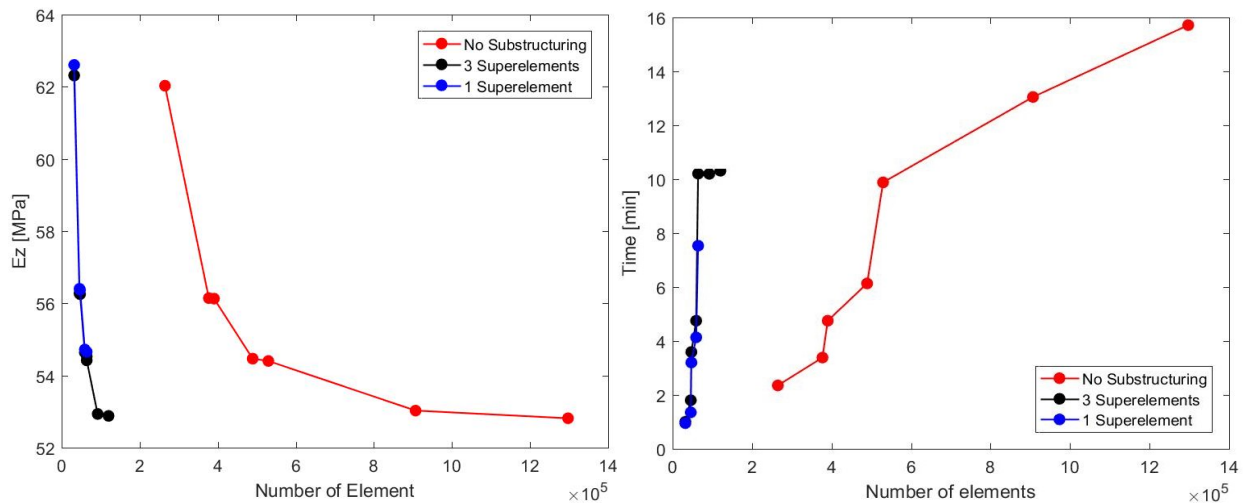 64
62
60
58
56
54
52
Ez [MPa]
No Substructuring
3 Superelements
1 Superelement
0 2 4 6 8 10 12 14
Number of Element
× 10^5
16
14
12
10
8
6
4
2
0
Time [min]
No Substructuring
3 Superelements
1 Superelement
0 2 4 6 8 10 12 14
Number of elements
× 10^5